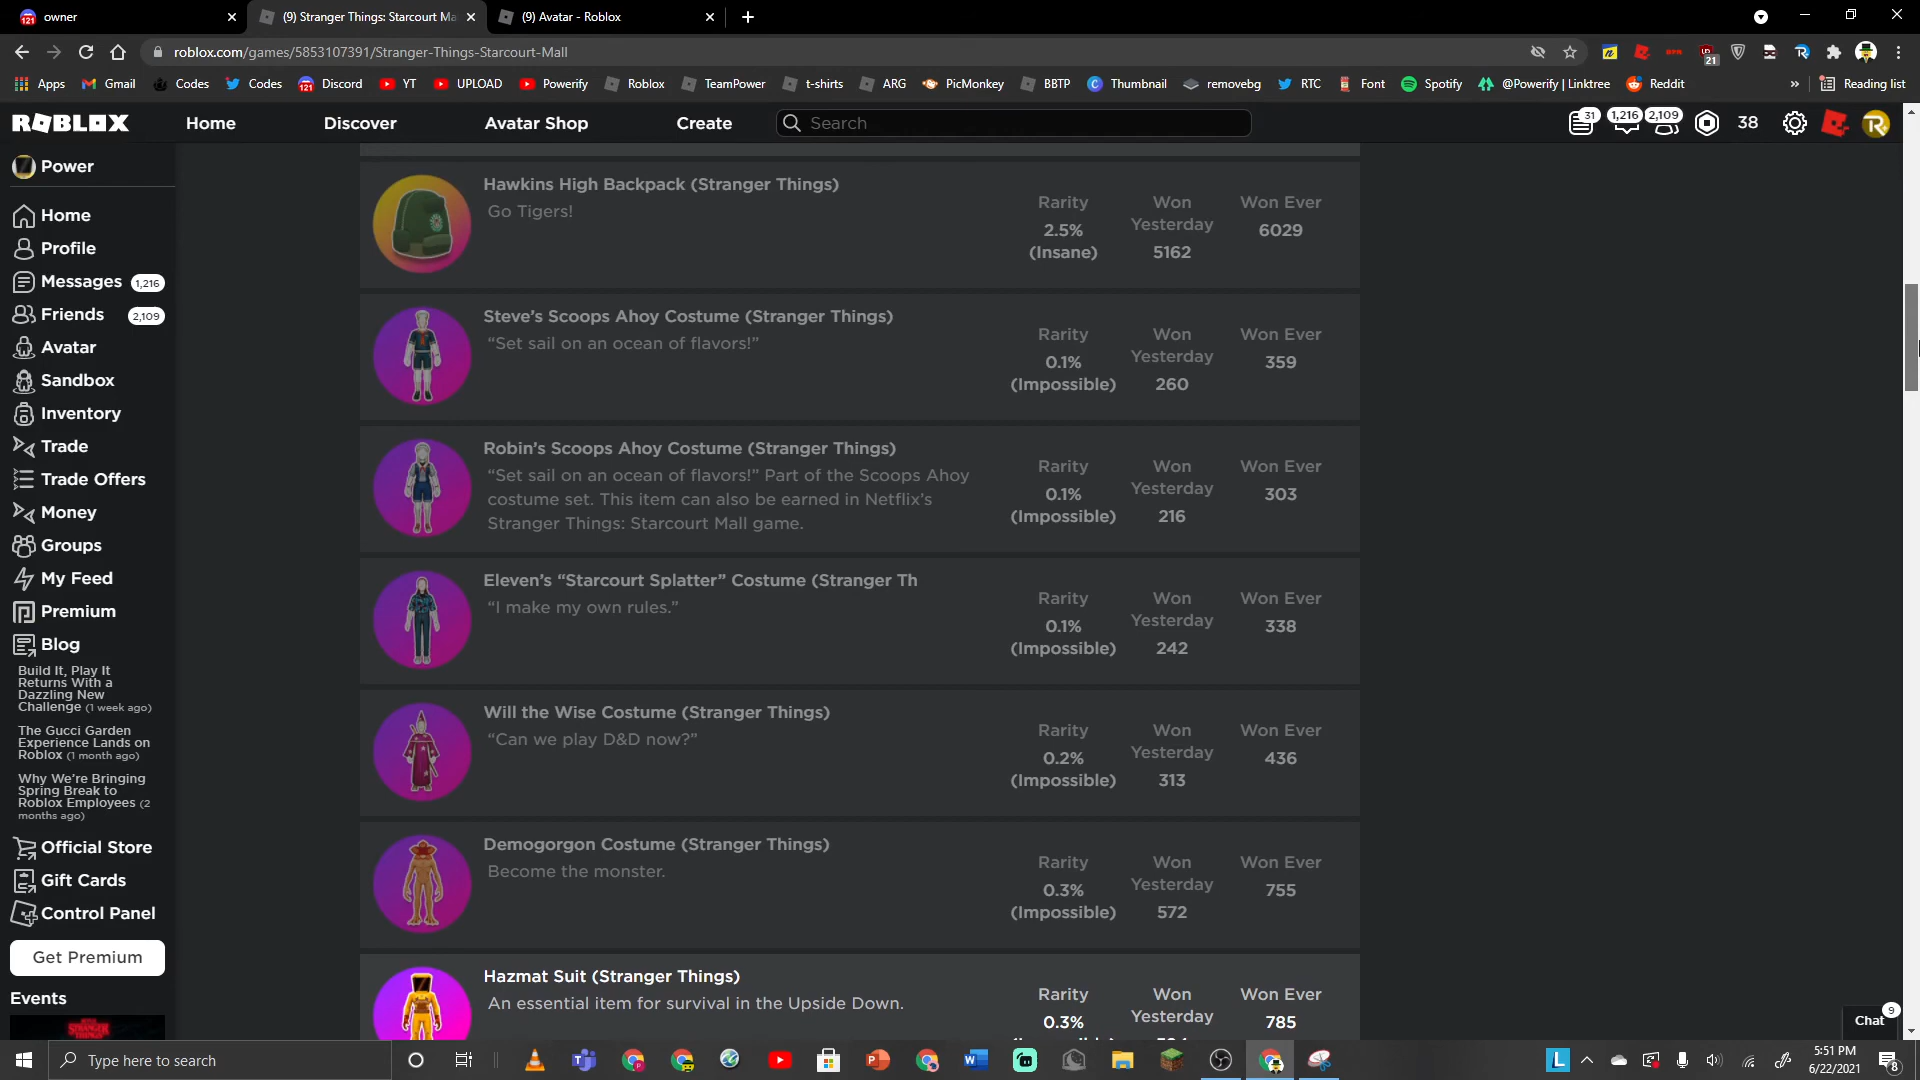 owner
(9) Stranger Things: Starcourt Ma
(9) Avatar - Roblox
roblox.com/games/5853107391/Stranger-Things-Starcourt-Mall
21
Apps
Gmail
Codes
Codes
Discord
YT
UPLOAD
Powerify
Roblox
TeamPower
t-shirts
ARG
PicMonkey
BBTP
Thumbnail
removebg
RTC
Font
Spotify
@Powerify | Linktree
Reddit
Reading list
ROBLOX
Home
Discover
Avatar Shop
Create
Search
31
1,216
2,109
38
Power
Home
Profile
Messages 1,216
Friends 2,109
Avatar
Sandbox
Inventory
Trade
Trade Offers
Money
Groups
My Feed
Premium
Blog
Build It, Play It
Returns With a
Dazzling New
Challenge (1 week ago)
The Gucci Garden
Experience Lands on
Roblox (1 month ago)
Why We're Bringing
Spring Break to
Roblox Employees (2
months ago)
Official Store
Gift Cards
Control Panel
Get Premium
Events
STRANGER
Hawkins High Backpack (Stranger Things)
Go Tigers!
Rarity
2.5%
(Insane)
Won
Yesterday
5162
Won Ever
6029
Steve's Scoops Ahoy Costume (Stranger Things)
“Set sail on an ocean of flavors!”
Rarity
0.1%
(Impossible)
Won
Yesterday
260
Won Ever
359
Robin's Scoops Ahoy Costume (Stranger Things)
“Set sail on an ocean of flavors!” Part of the Scoops Ahoy
costume set. This item can also be earned in Netflix's
Stranger Things: Starcourt Mall game.
Rarity
0.1%
(Impossible)
Won
Yesterday
216
Won Ever
303
Eleven's “Starcourt Splatter” Costume (Stranger Th
“I make my own rules.”
Rarity
0.1%
(Impossible)
Won
Yesterday
242
Won Ever
338
Will the Wise Costume (Stranger Things)
“Can we play D&D now?”
Rarity
0.2%
(Impossible)
Won
Yesterday
313
Won Ever
436
Demogorgon Costume (Stranger Things)
Become the monster.
Rarity
0.3%
(Impossible)
Won
Yesterday
572
Won Ever
755
Hazmat Suit (Stranger Things)
An essential item for survival in the Upside Down.
Rarity
0.3%
Won
Yesterday
Won Ever
785
Chat
9
Type here to search
5:51 PM
6/22/2021
8